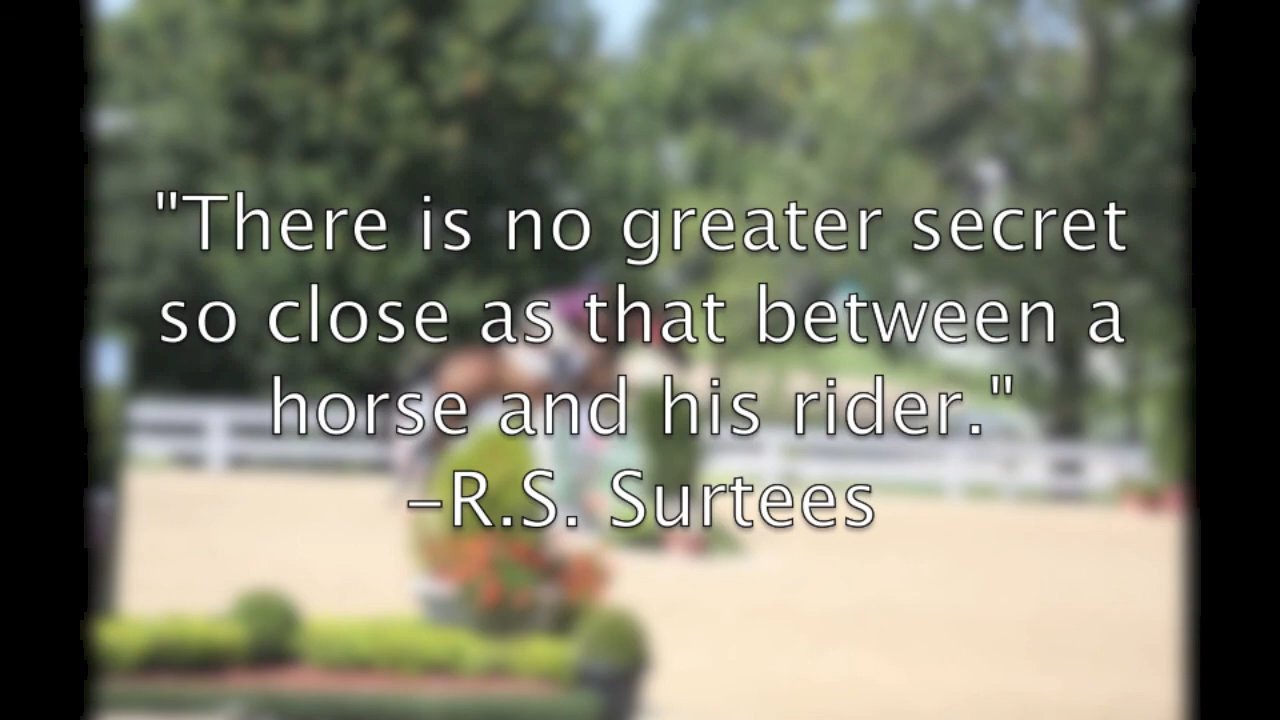 "There is no greater secret
so close as that between a
horse and his rider."
–R.S. Surtees